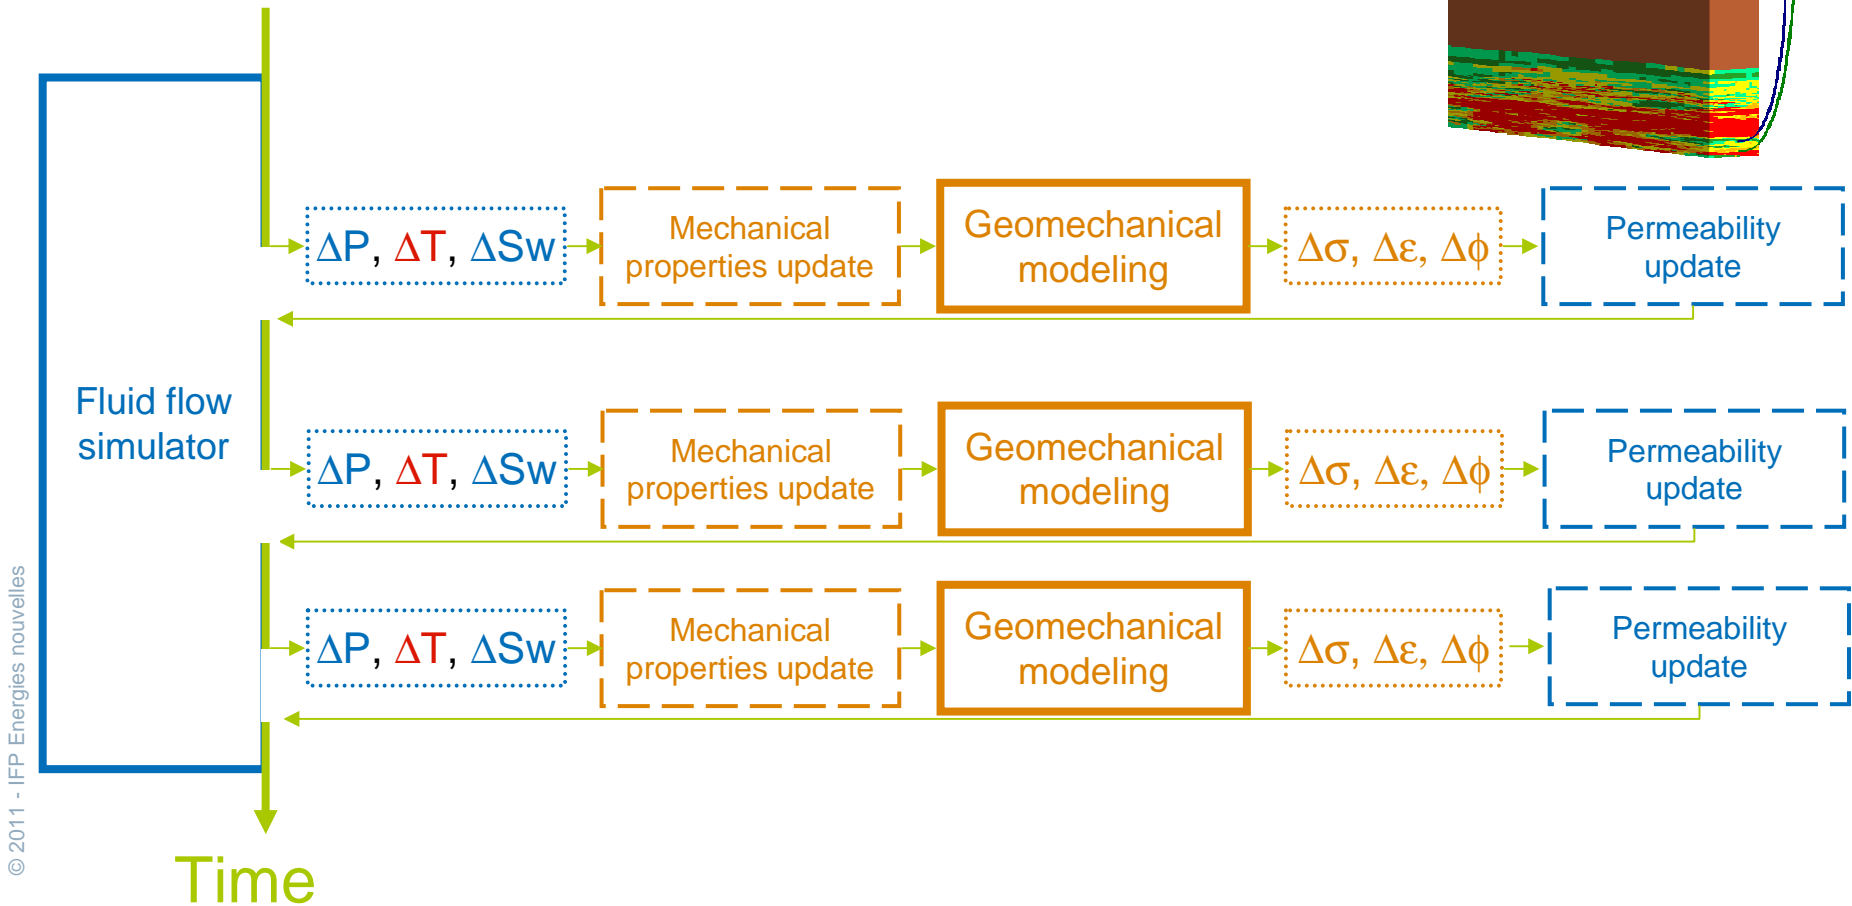 ΔP, ΔT, ΔSw
Mechanical
properties update
Geomechanical
modeling
Δσ, Δε, Δϕ
Permeability
update
Fluid flow
simulator
ΔP, ΔT, ΔSw
Mechanical
properties update
Geomechanical
modeling
Δσ, Δε, Δϕ
Permeability
update
ΔP, ΔT, ΔSw
Mechanical
properties update
Geomechanical
modeling
Δσ, Δε, Δϕ
Permeability
update
Time
© 2011 - IFP Energies nouvelles